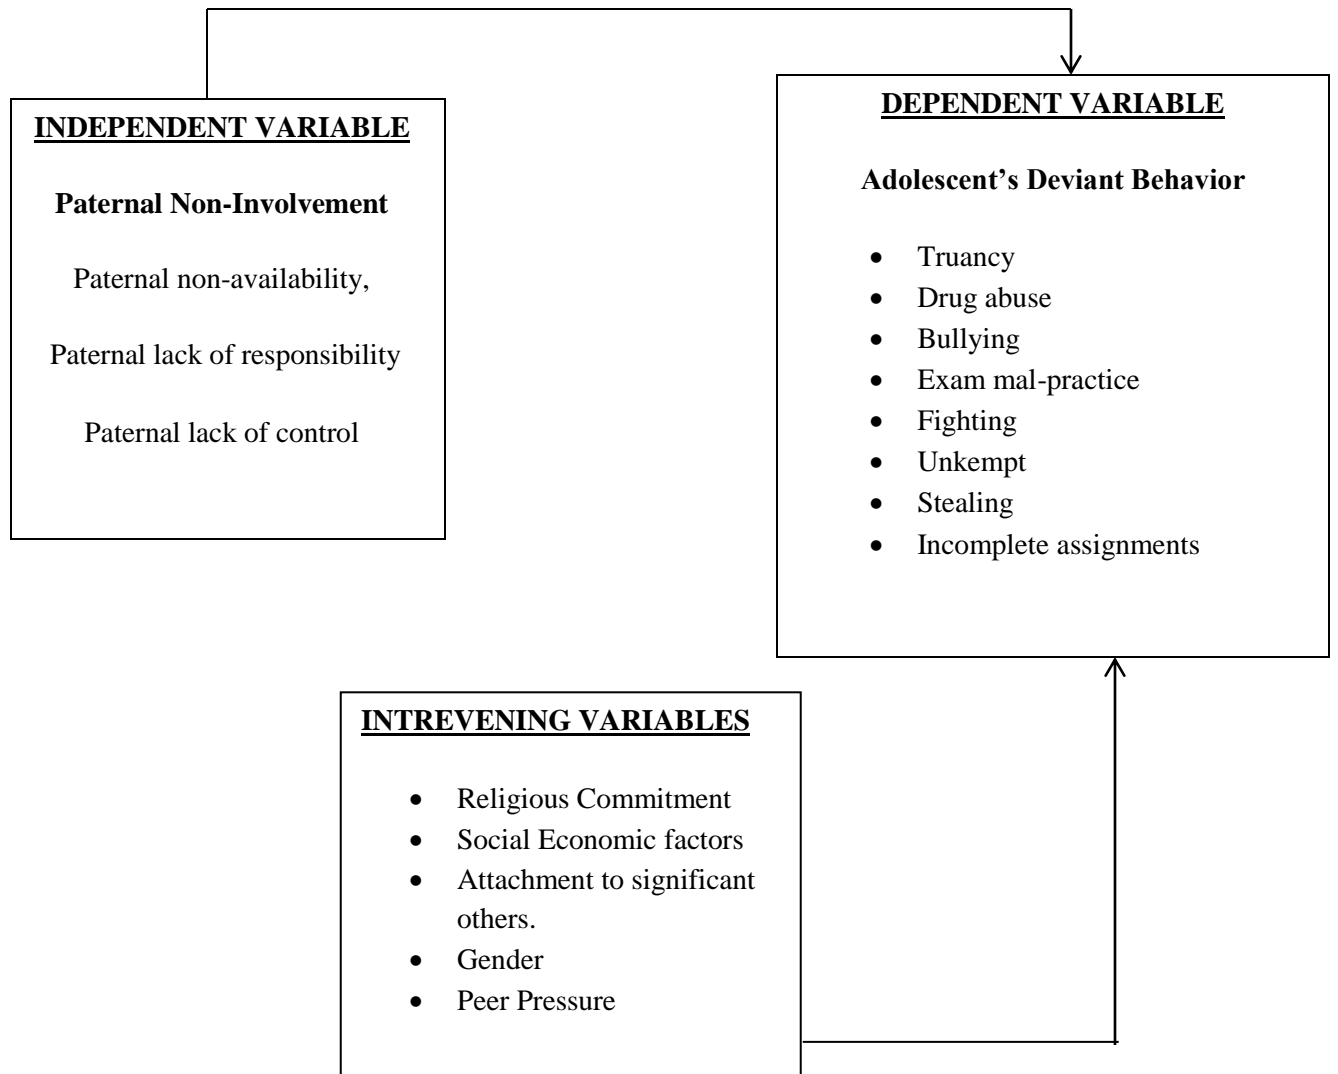 INDEPENDENT VARIABLE
Paternal Non-Involvement
Paternal non-availability,
Paternal lack of responsibility
Paternal lack of control
DEPENDENT VARIABLE
Adolescent’s Deviant Behavior
• Truancy
• Drug abuse
• Bullying
• Exam mal-practice
• Fighting
• Unkempt
• Stealing
• Incomplete assignments
INTREVENING VARIABLES
• Religious Commitment
• Social Economic factors
• Attachment to significant
others.
• Gender
• Peer Pressure